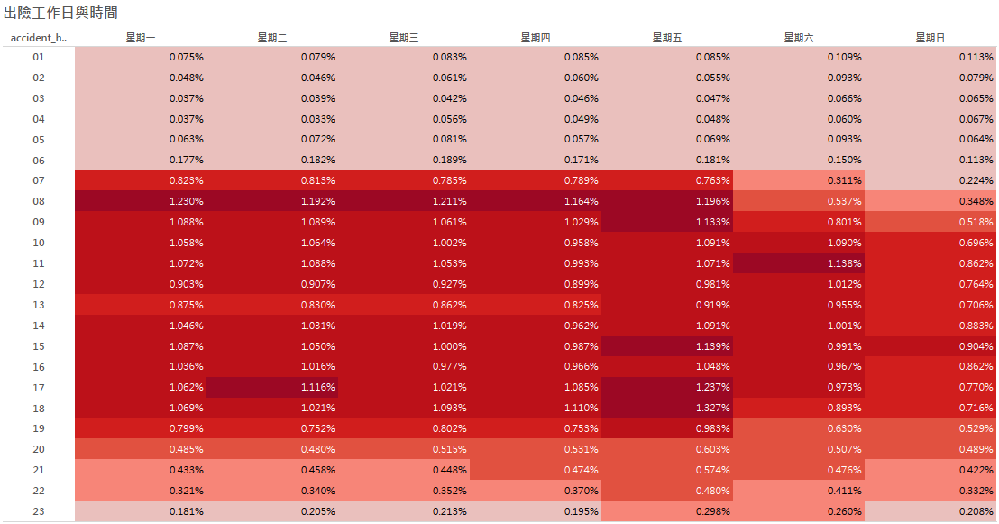 出險工作日與時間
accident_h.. 星期一 星期二 星期三 星期四 星期五 星期六 星期日
01 0.075% 0.079% 0.083% 0.085% 0.085% 0.109% 0.113%
02 0.048% 0.046% 0.061% 0.060% 0.055% 0.093% 0.079%
03 0.037% 0.039% 0.042% 0.046% 0.047% 0.066% 0.065%
04 0.037% 0.033% 0.056% 0.049% 0.048% 0.060% 0.067%
05 0.063% 0.072% 0.081% 0.057% 0.069% 0.093% 0.064%
06 0.177% 0.182% 0.189% 0.171% 0.181% 0.150% 0.113%
07 0.823% 0.813% 0.785% 0.789% 0.763% 0.311% 0.224%
08 1.230% 1.192% 1.211% 1.164% 1.196% 0.537% 0.348%
09 1.088% 1.089% 1.061% 1.029% 1.133% 0.801% 0.518%
10 1.058% 1.064% 1.002% 0.958% 1.091% 1.090% 0.696%
11 1.072% 1.088% 1.053% 0.993% 1.071% 1.138% 0.862%
12 0.903% 0.907% 0.927% 0.899% 0.981% 1.012% 0.764%
13 0.875% 0.830% 0.862% 0.825% 0.919% 0.955% 0.706%
14 1.046% 1.031% 1.019% 0.962% 1.091% 1.001% 0.883%
15 1.087% 1.050% 1.000% 0.987% 1.139% 0.991% 0.904%
16 1.036% 1.016% 0.977% 0.966% 1.048% 0.967% 0.862%
17 1.062% 1.116% 1.021% 1.085% 1.237% 0.973% 0.770%
18 1.069% 1.021% 1.093% 1.110% 1.327% 0.893% 0.716%
19 0.799% 0.752% 0.802% 0.753% 0.983% 0.630% 0.529%
20 0.485% 0.480% 0.515% 0.531% 0.603% 0.507% 0.489%
21 0.433% 0.458% 0.448% 0.474% 0.574% 0.476% 0.422%
22 0.321% 0.340% 0.352% 0.370% 0.480% 0.411% 0.332%
23 0.181% 0.205% 0.213% 0.195% 0.298% 0.260% 0.208%